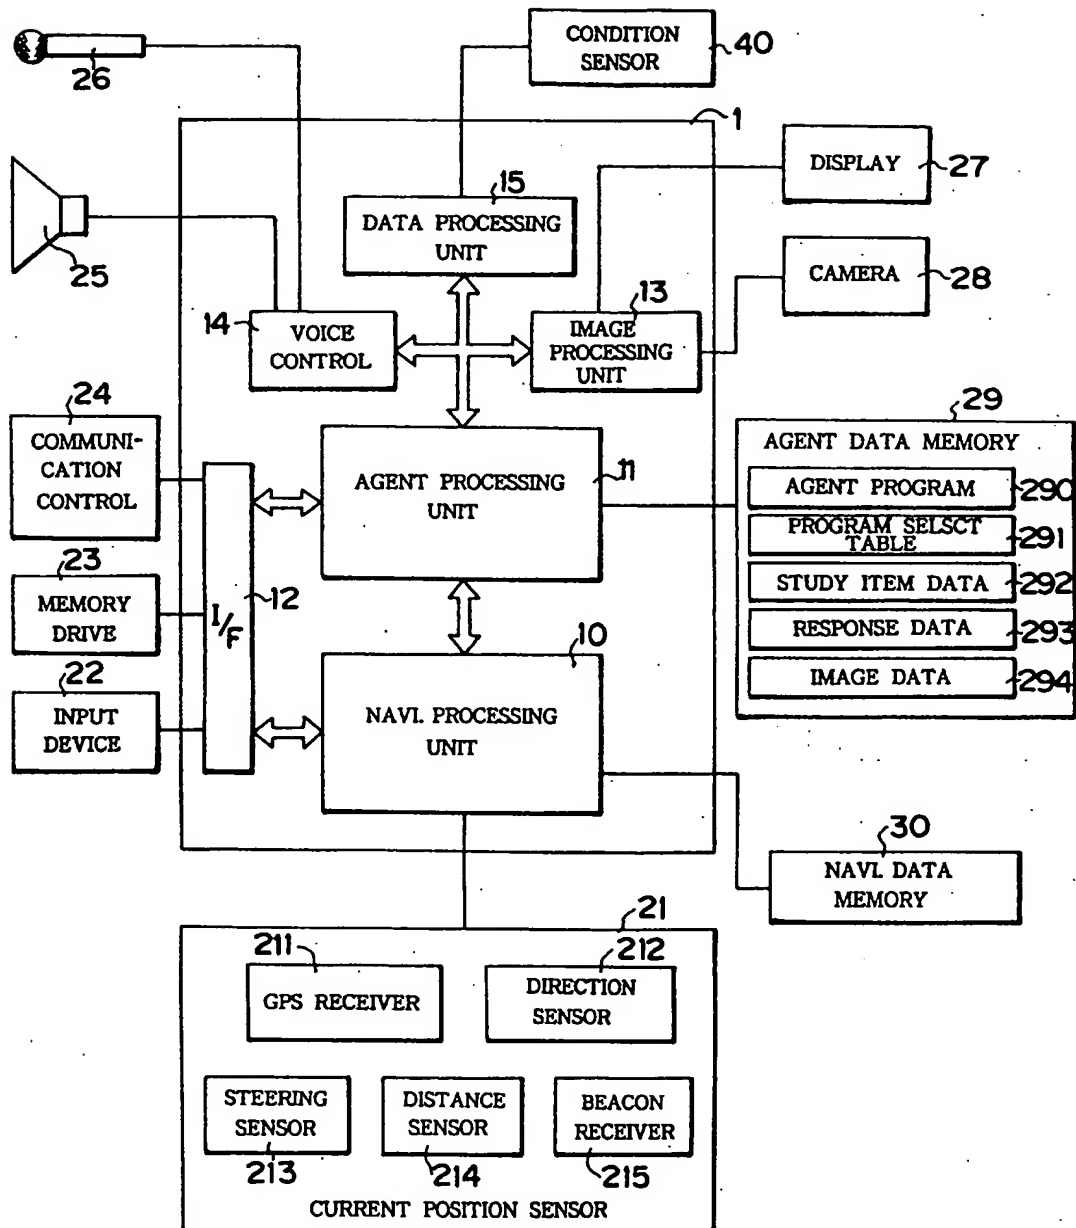 26
CONDITION
SENSOR
40
1
DISPLAY
27
25
15
DATA PROCESSING
UNIT
CAMERA
28
14
VOICE
CONTROL
13
IMAGE
PROCESSING
UNIT
24
COMMUNI-
CATION
CONTROL
29
AGENT DATA MEMORY
AGENT PROGRAM
290
PROGRAM SELSCT
TABLE
291
STUDY ITEM DATA
292
RESPONSE DATA
293
IMAGE DATA
294
AGENT PROCESSING
UNIT
11
23
MEMORY
DRIVE
I/F
12
22
INPUT
DEVICE
10
NAVI. PROCESSING
UNIT
30
NAVI. DATA
MEMORY
21
211
GPS RECEIVER
212
DIRECTION
SENSOR
STEERING
SENSOR
213
DISTANCE
SENSOR
214
BEACON
RECEIVER
215
CURRENT POSITION SENSOR